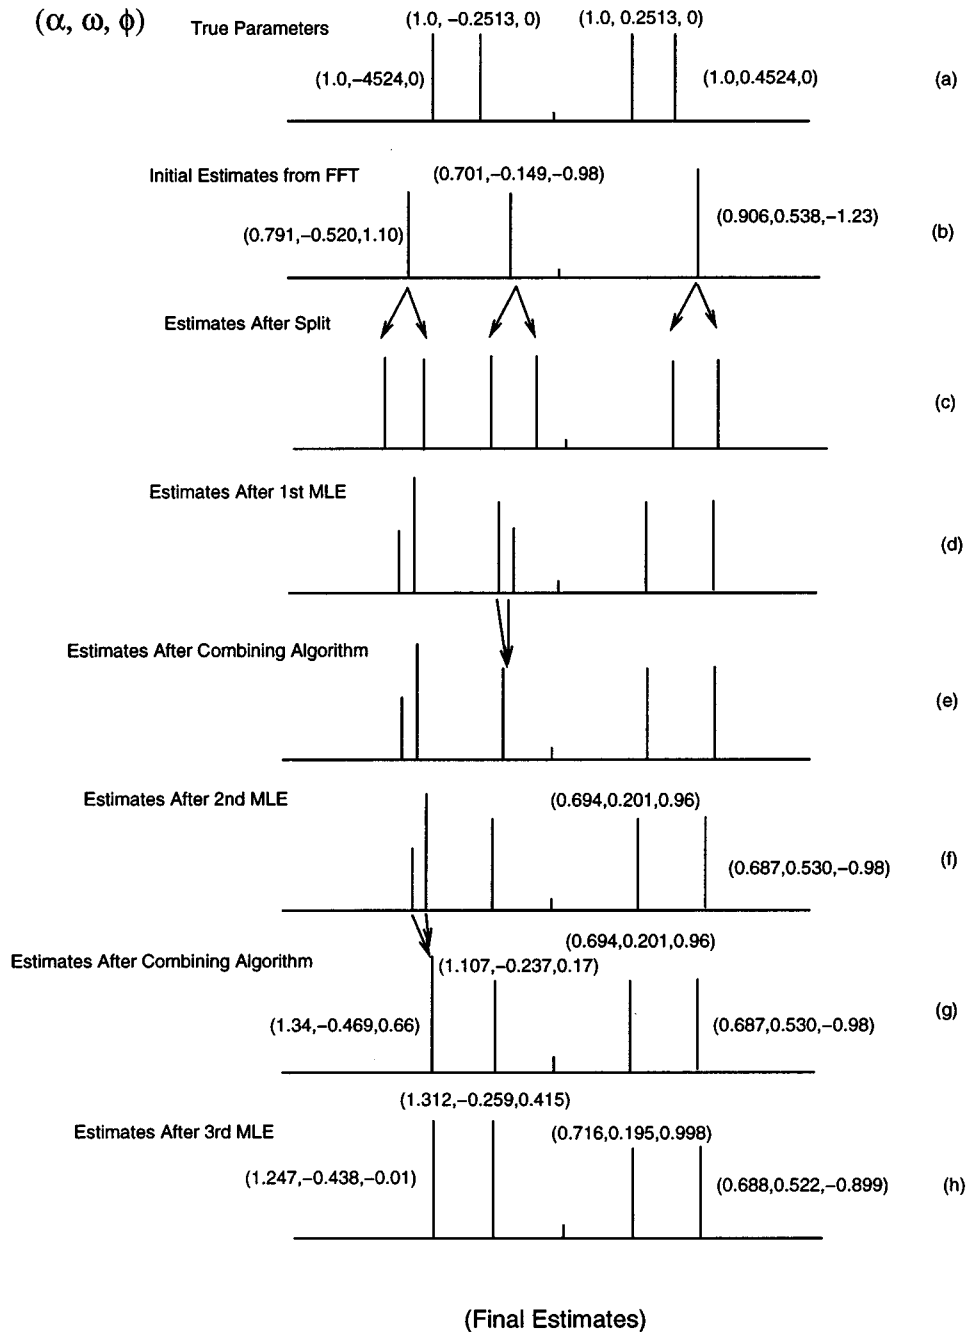 (α, ω, ϕ)
True Parameters
(1.0, −0.2513, 0)
(1.0, 0.2513, 0)
(1.0,−4524,0)
(1.0,0.4524,0)
(a)
Initial Estimates from FFT
(0.701,−0.149,−0.98)
(0.791,−0.520,1.10)
(0.906,0.538,−1.23)
(b)
Estimates After Split
(c)
Estimates After 1st MLE
(d)
Estimates After Combining Algorithm
(e)
Estimates After 2nd MLE
(0.694,0.201,0.96)
(0.687,0.530,−0.98)
(f)
Estimates After Combining Algorithm
(0.694,0.201,0.96)
(1.107,−0.237,0.17)
(1.34,−0.469,0.66)
(0.687,0.530,−0.98)
(g)
(1.312,−0.259,0.415)
Estimates After 3rd MLE
(0.716,0.195,0.998)
(1.247,−0.438,−0.01)
(0.688,0.522,−0.899)
(h)
(Final Estimates)